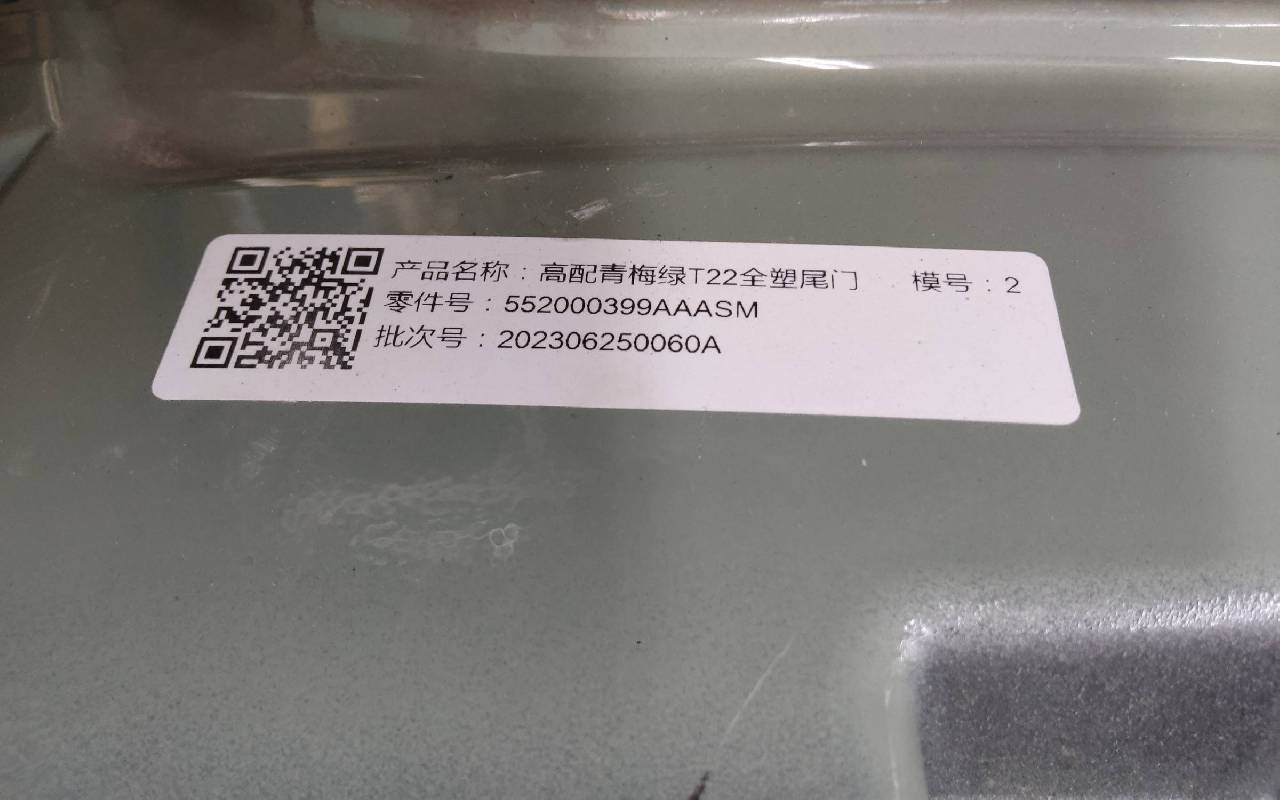 产品名称：高配青梅绿T22全塑尾门 模号：2
零件号：552000399AAASM
批次号：202306250060A